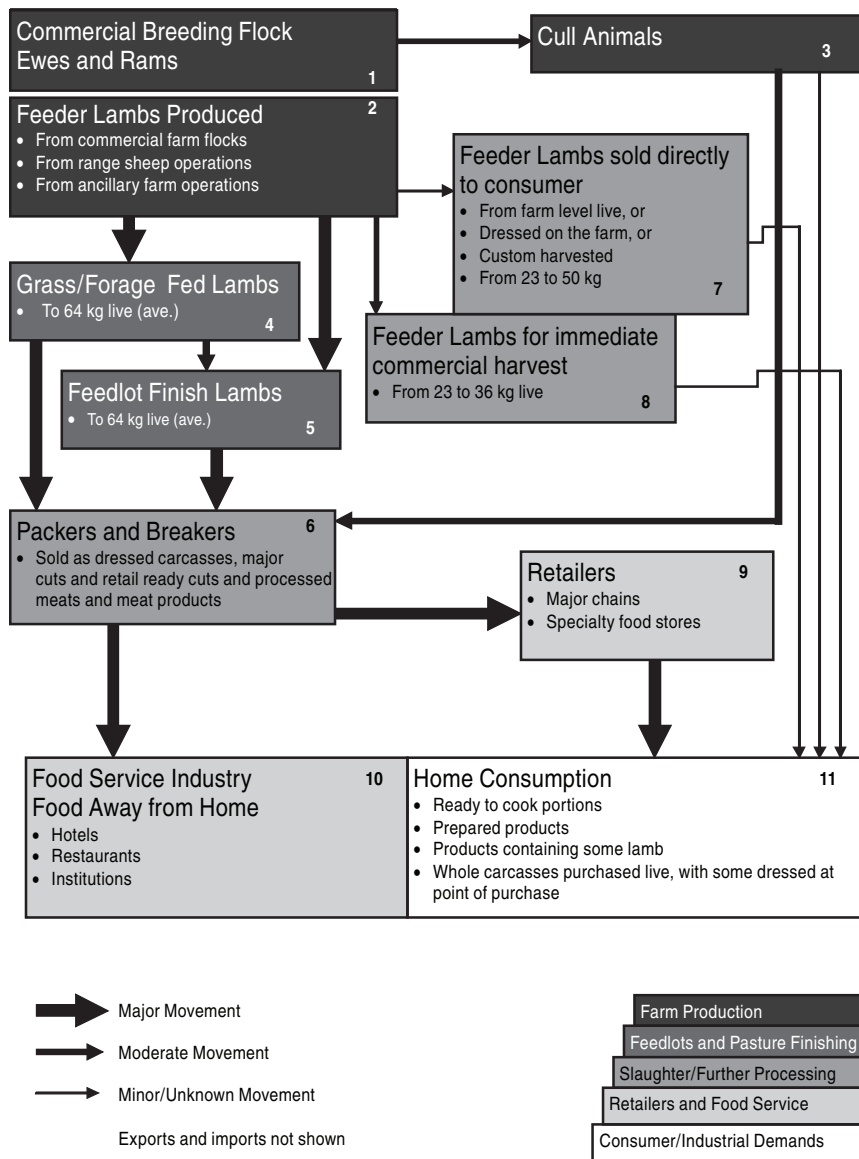 Commercial Breeding Flock
Ewes and Rams
1
Cull Animals
3
Feeder Lambs Produced
2
• From commercial farm flocks
• From range sheep operations
• From ancillary farm operations
Feeder Lambs sold directly
to consumer
• From farm level live, or
• Dressed on the farm, or
• Custom harvested
• From 23 to 50 kg
7
Grass/Forage Fed Lambs
• To 64 kg live (ave.)
4
Feeder Lambs for immediate
commercial harvest
• From 23 to 36 kg live
8
Feedlot Finish Lambs
• To 64 kg live (ave.)
5
Packers and Breakers
6
• Sold as dressed carcasses, major
cuts and retail ready cuts and processed
meats and meat products
Retailers
9
• Major chains
• Specialty food stores
Food Service Industry
10
Food Away from Home
• Hotels
• Restaurants
• Institutions
Home Consumption
11
• Ready to cook portions
• Prepared products
• Products containing some lamb
• Whole carcasses purchased live, with some dressed at
point of purchase
Major Movement
Moderate Movement
Minor/Unknown Movement
Exports and imports not shown
Farm Production
Feedlots and Pasture Finishing
Slaughter/Further Processing
Retailers and Food Service
Consumer/Industrial Demands